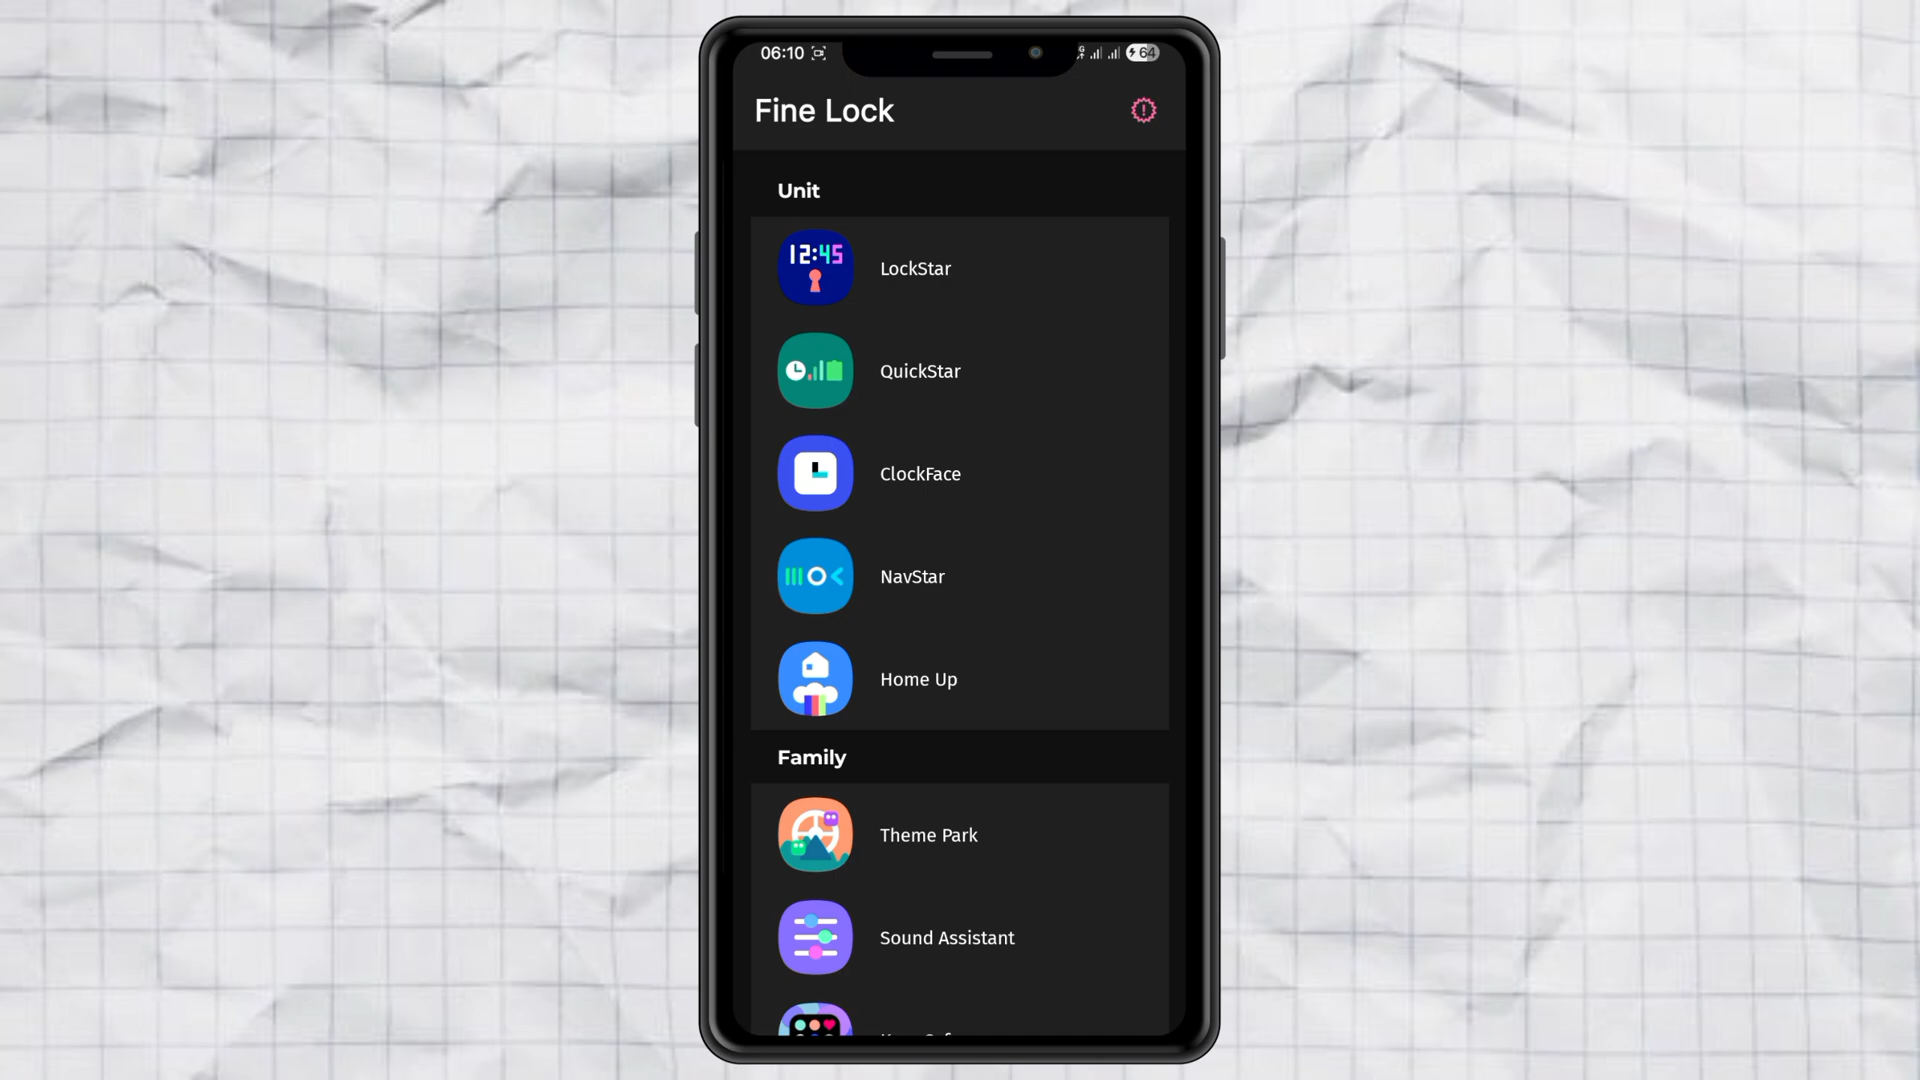 06:10
64
Fine Lock
Unit
12:45
LockStar
QuickStar
ClockFace
NavStar
Home Up
Family
Theme Park
Sound Assistant